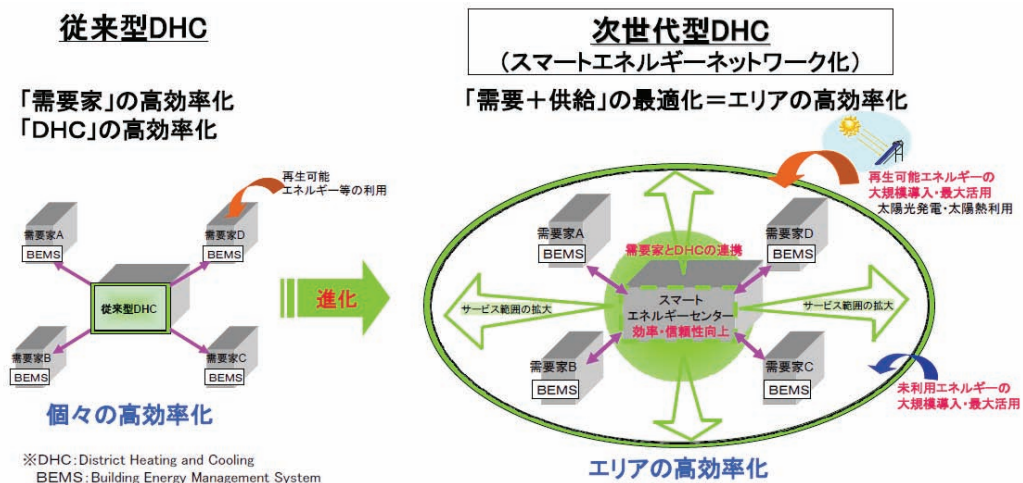 従来型DHC
「需要家」の高効率化
「DHC」の高効率化
再生可能
エネルギー等の利用
需要家A
BEMS
需要家D
BEMS
従来型DHC
需要家B
BEMS
需要家C
BEMS
個々の高効率化
※DHC:District Heating and Cooling
BEMS:Building Energy Management System
進化
次世代型DHC
(スマートエネルギーネットワーク化)
「需要+供給」の最適化=エリアの高効率化
再生可能エネルギーの
大規模導入・最大活用
太陽光発電・太陽熱利用
需要家A
BEMS
需要家D
BEMS
需要家とDHCの連携
サービス範囲の拡大
スマート
エネルギーセンター
効率・信頼性向上
サービス範囲の拡大
需要家B
BEMS
需要家C
BEMS
未利用エネルギーの
大規模導入・最大活用
エリアの高効率化